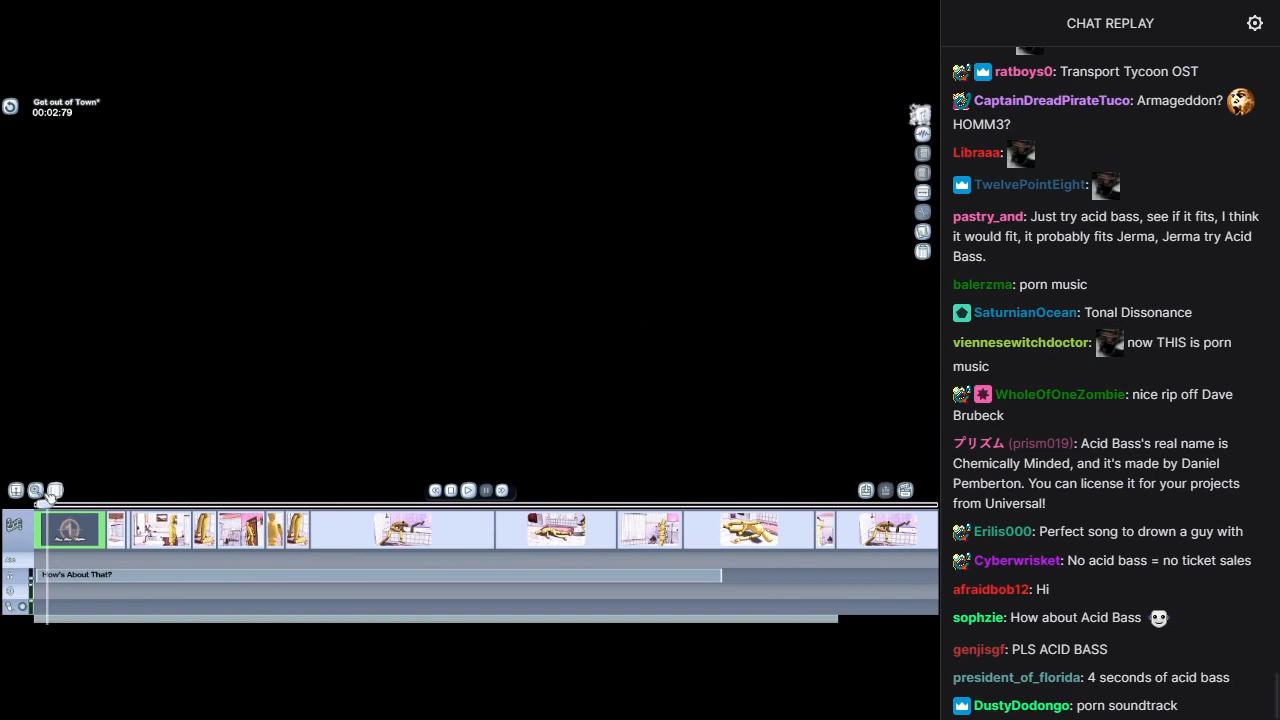 Get out of Town*
00:02:79
How's About That?
CHAT REPLAY
ratboys0: Transport Tycoon OST
CaptainDreadPirateTuco: Armageddon?
HOMM3?
Libraaa:
TwelvePointEight:
pastry_and: Just try acid bass, see if it fits, I think
it would fit, it probably fits Jerma, Jerma try Acid
Bass.
balerzma: porn music
SaturnianOcean: Tonal Dissonance
viennesewitchdoctor: now THIS is porn
music
WholeOfOneZombie: nice rip off Dave
Brubeck
プリズム (prism019): Acid Bass's real name is
Chemically Minded, and it's made by Daniel
Pemberton. You can license it for your projects
from Universal!
Erilis000: Perfect song to drown a guy with
Cyberwrisket: No acid bass = no ticket sales
afraidbob12: Hi
sophzie: How about Acid Bass
genjisgf: PLS ACID BASS
president_of_florida: 4 seconds of acid bass
DustyDodongo: porn soundtrack